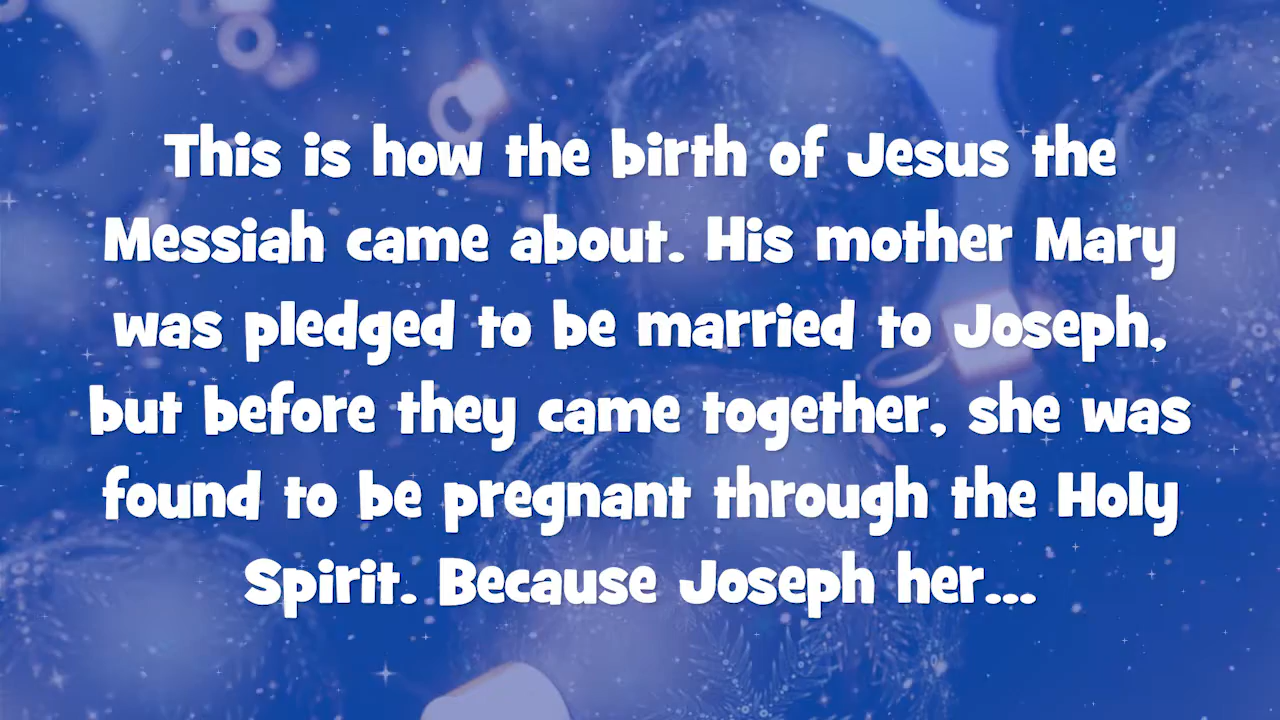 This is how the birth of Jesus the
Messiah came about. His mother Mary
was pledged to be married to Joseph,
but before they came together, she was
found to be pregnant through the Holy
Spirit. Because Joseph her...